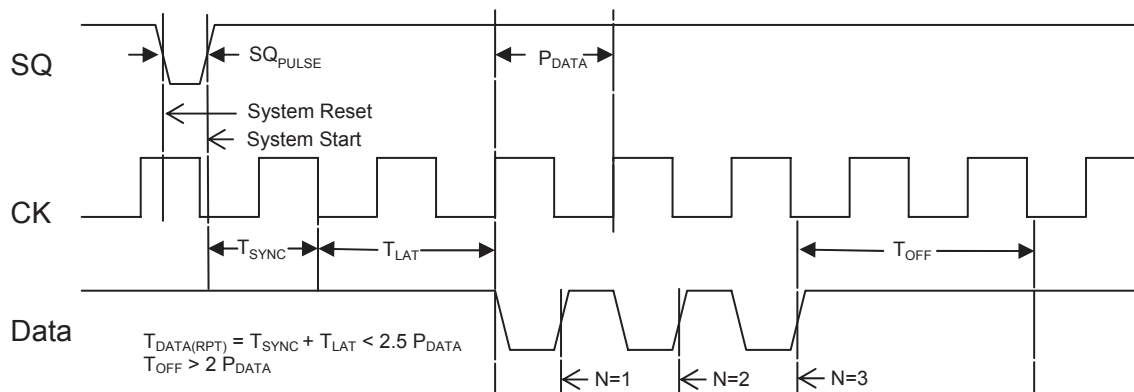 SQ
SQPULSE
PDATA
System Reset
System Start
CK
TSYNC
TLAT
TOFF
Data
TDATA(RPT) = TSYNC + TLAT < 2.5 PDATA
TOFF > 2 PDATA
N=1
N=2
N=3